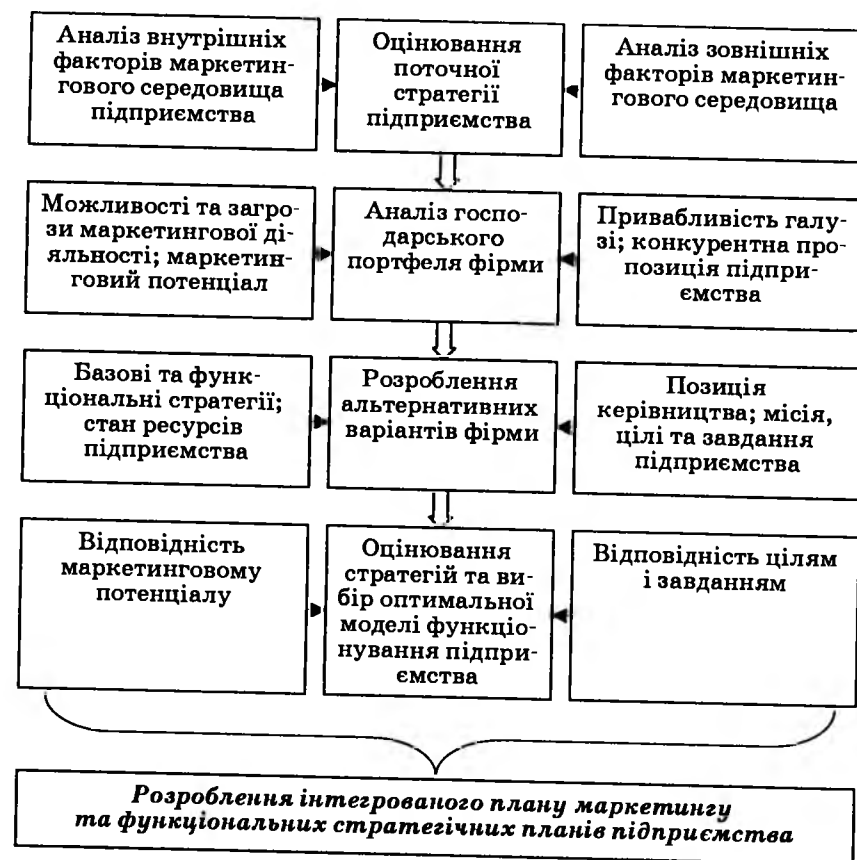 Аналіз внутрішніх
факторів маркетин-
гового середовища
підприємства
Оцінювання
поточної
стратегії
підприємства
Аналіз зовнішніх
факторів маркетин-
гового середовища
Можливості та загро-
зи маркетингової ді-
яльності; маркетин-
говий потенціал
Аналіз госпо-
дарського
портфеля фірми
Привабливість галу-
зі; конкурентна про-
позиція підпри-
ємства
Базові та функ-
ціональні стратегії;
стан ресурсів
підприємства
Розроблення
альтернативних
варіантів фірми
Позиція
керівництва; місія,
цілі та завдання
підприємства
Відповідність
маркетинговому
потенціалу
Оцінювання
стратегій та ви-
бір оптимальної
моделі функціо-
нування підпри-
ємства
Відповідність цілям
і завданням
Розроблення інтегрованого плану маркетингу
та функціональних стратегічних планів підприємства